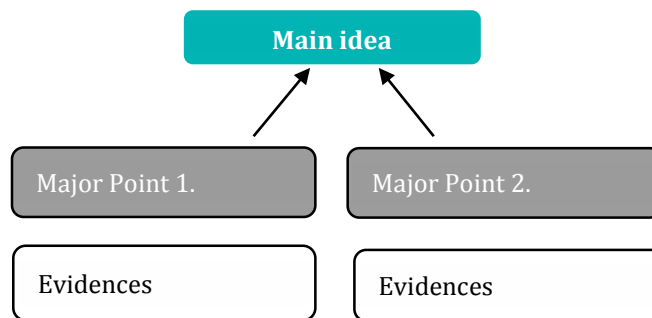 Main idea
Major Point 1.
Major Point 2.
Evidences
Evidences